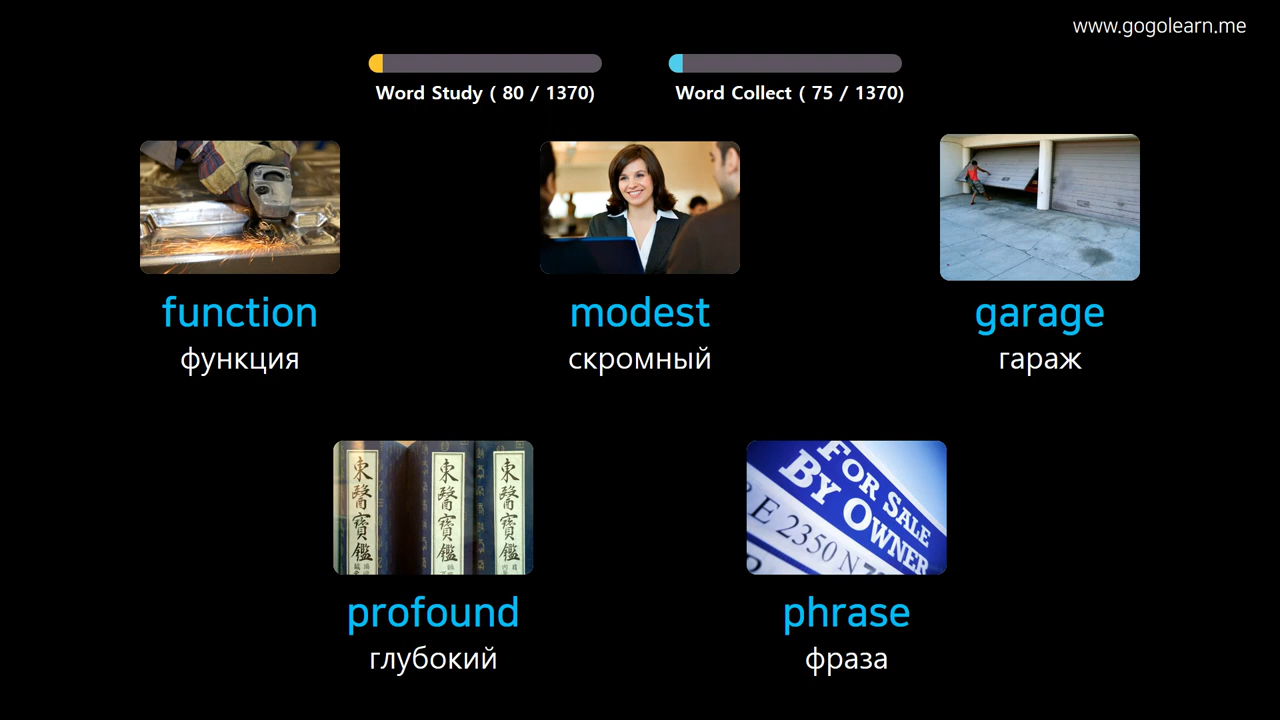 www.gogolearn.me
Word Study ( 80 / 1370)
Word Collect ( 75 / 1370)
function
функция
modest
скромный
garage
гараж
東醫寶鑑
東醫寶鑑
東醫寶鑑
profound
глубокий
FOR SALE
BY OWNER
E 2350 N
phrase
фраза